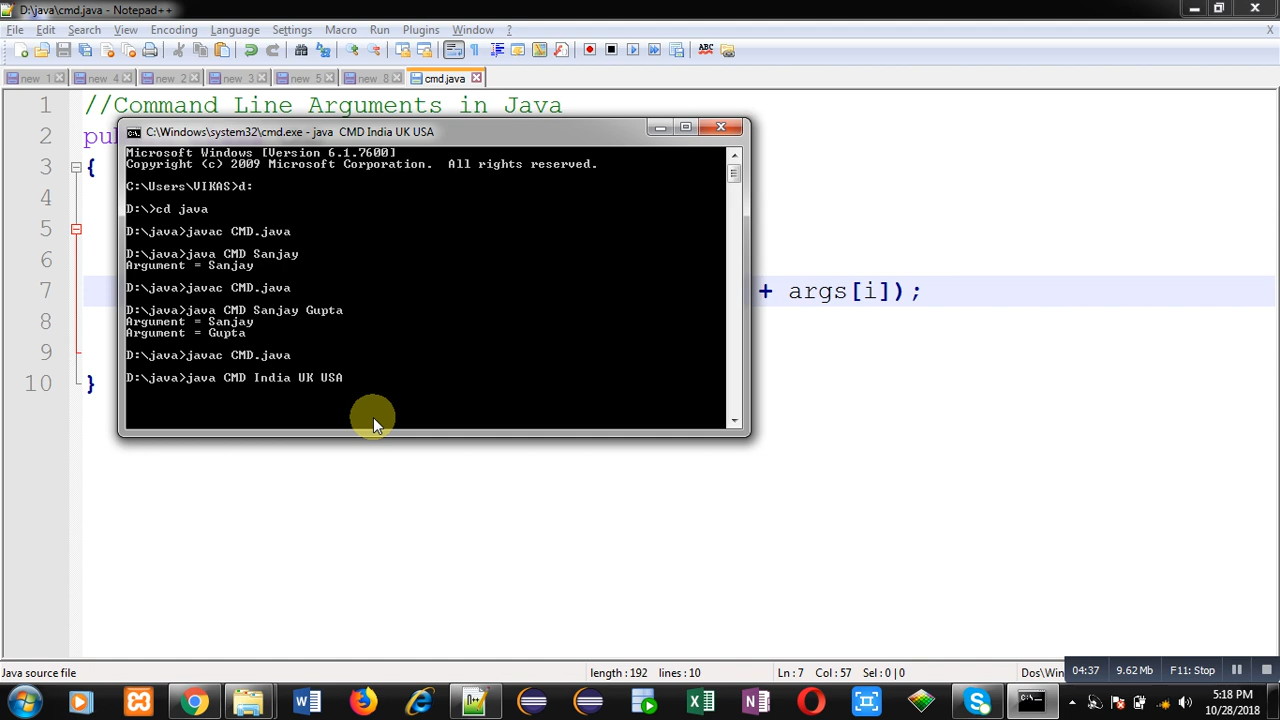 D:\java\cmd.java - Notepad++
File Edit Search View Encoding Language Settings Macro Run Plugins Window ? X
new 1 new 4 new 2 new 3 new 5 new 8 cmd.java
1 //Command Line Arguments in Java
2 pu
3 {
4
5
6
7 + args[i]);
8
9
10 }
C:\Windows\system32\cmd.exe - java CMD India UK USA
Microsoft Windows [Version 6.1.7600]
Copyright (c) 2009 Microsoft Corporation. All rights reserved.
C:\Users\VIKAS>d:
D:\>cd java
D:\java>javac CMD.java
D:\java>java CMD Sanjay
Argument = Sanjay
D:\java>javac CMD.java
D:\java>java CMD Sanjay Gupta
Argument = Sanjay
Argument = Gupta
D:\java>javac CMD.java
D:\java>java CMD India UK USA
Java source file length : 192 lines : 10 Ln : 7 Col : 57 Sel : 0 | 0 Dos\Win
04:37 9.62 Mb F11: Stop
5:18 PM
10/28/2018